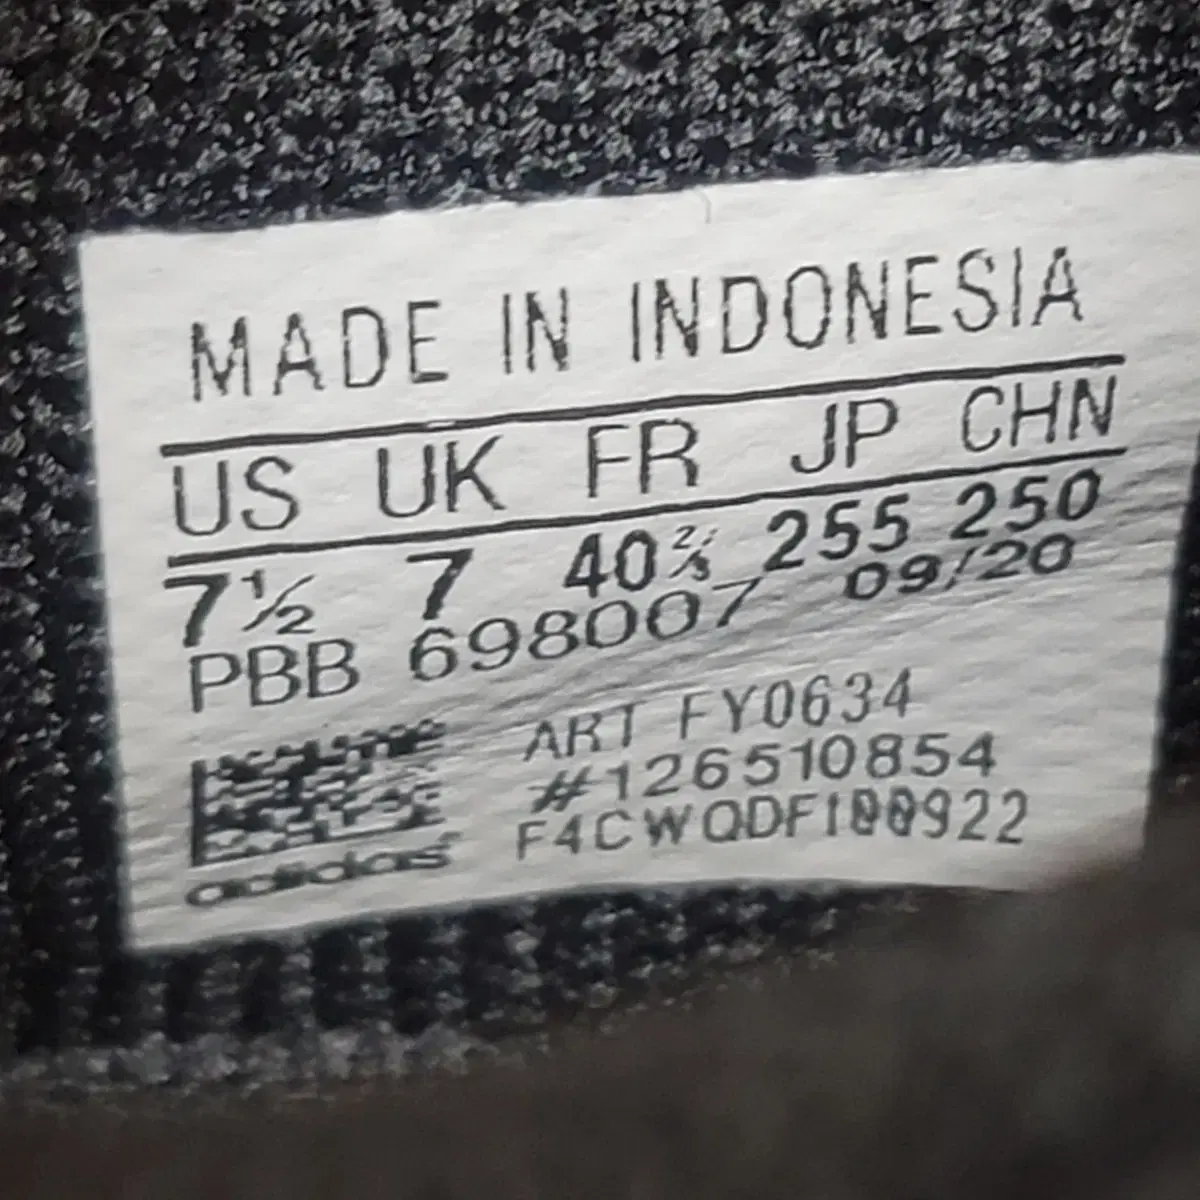 MADE IN INDONESIA
US UK FR JP CHN
7½ 7 40⅔ 255 250
PBB 698007 09/20
ART FY0634
#126510854
F4CWQDF100922
adidas